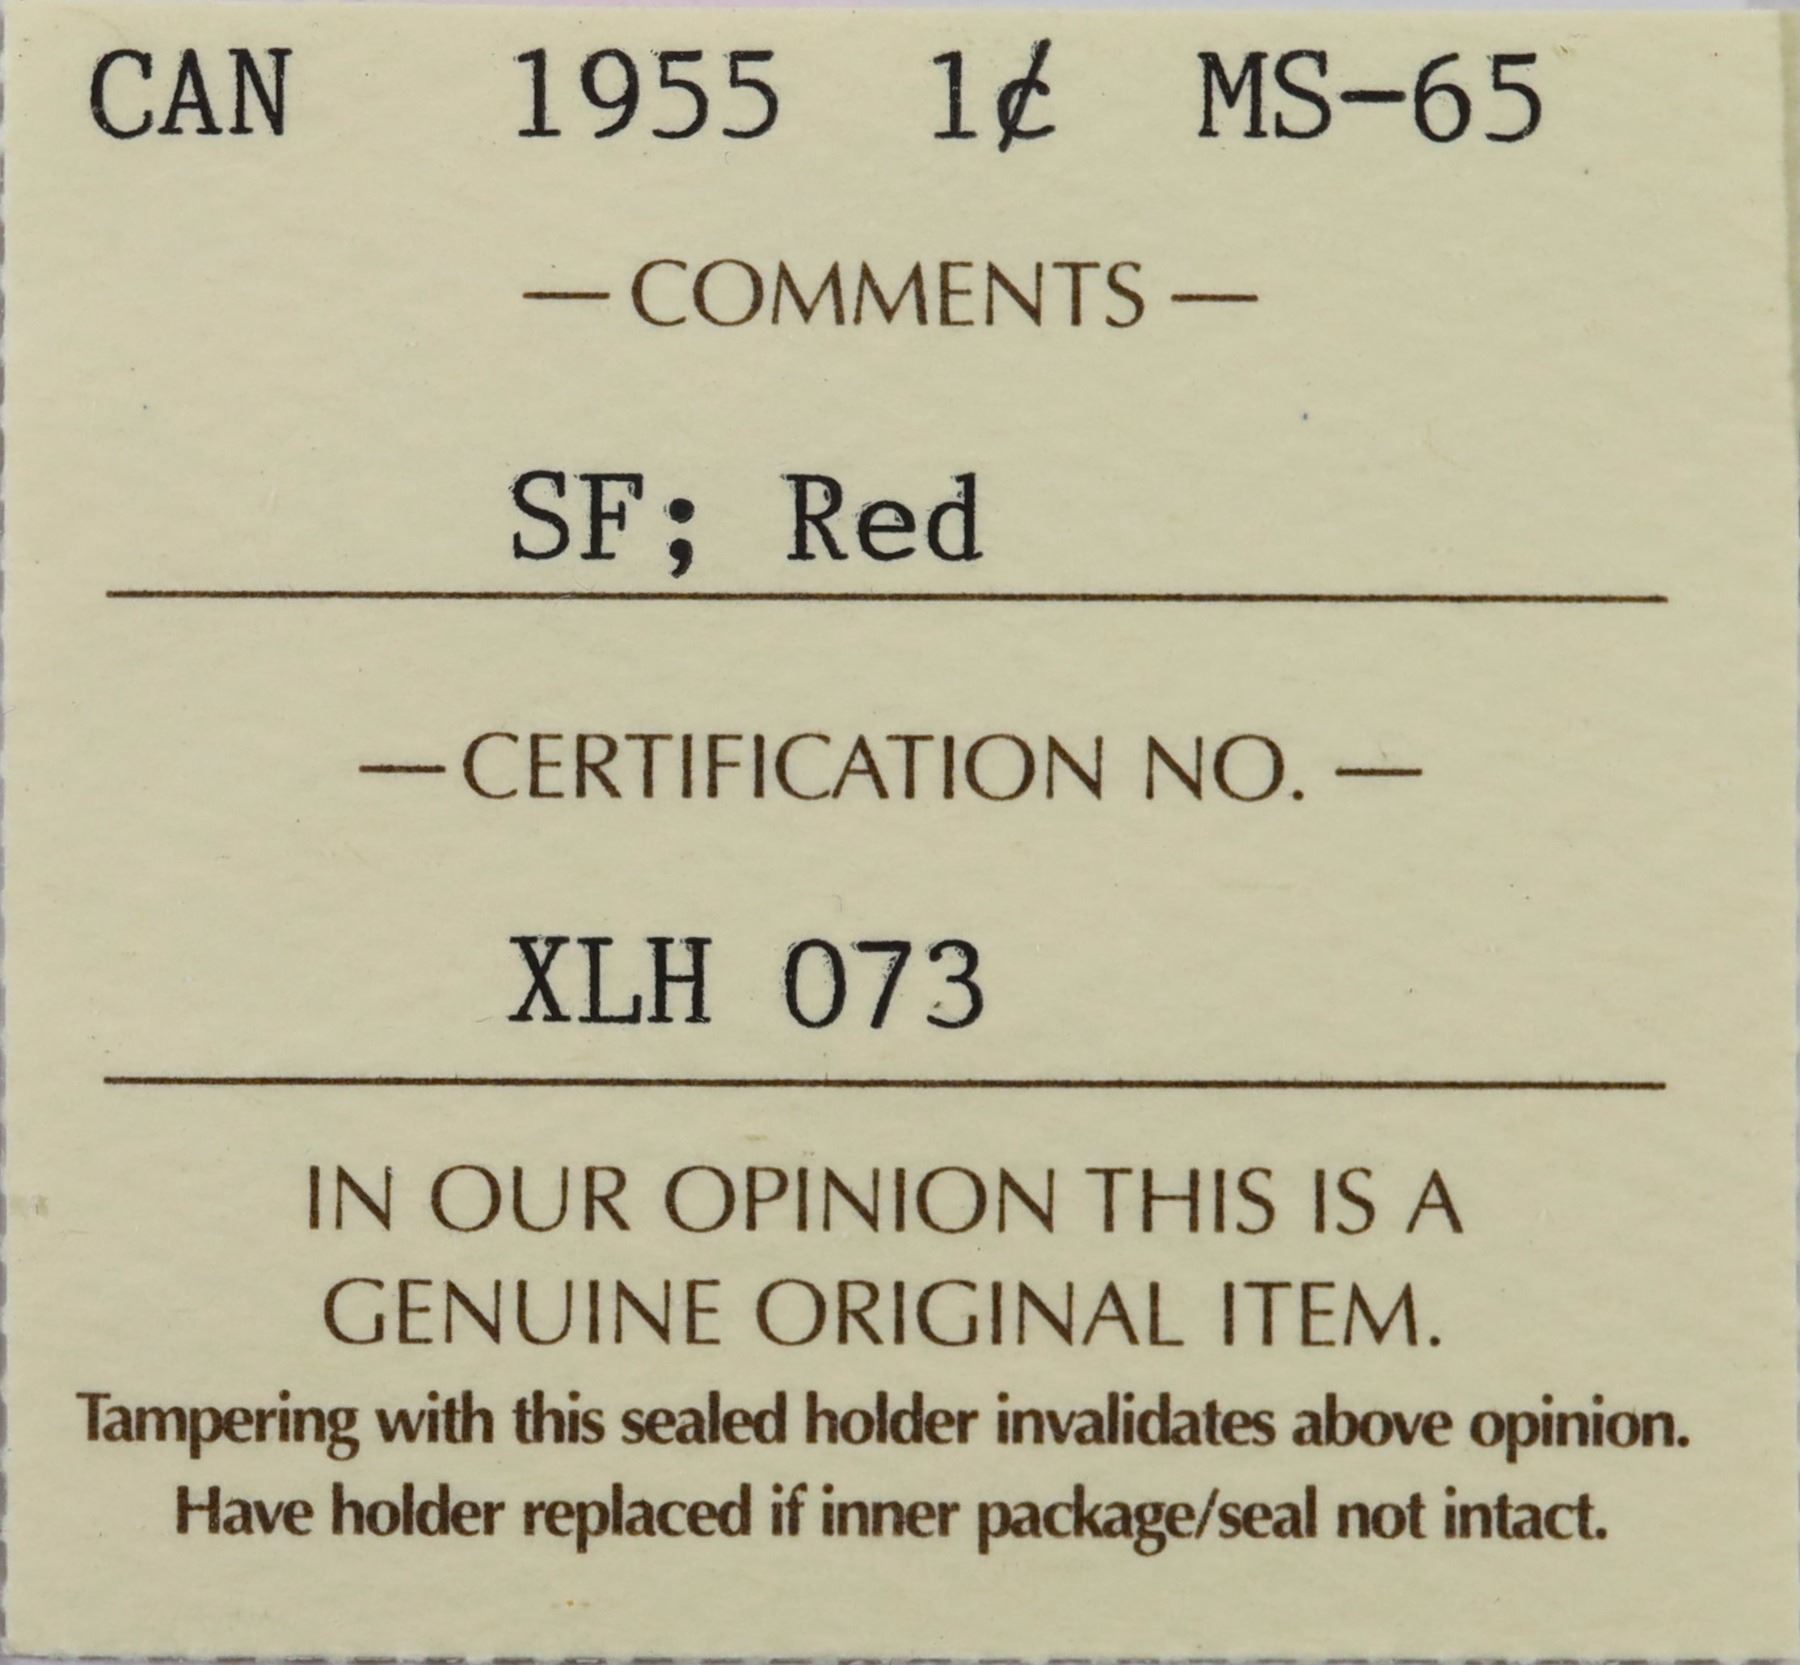 CAN 1955 1¢ MS-65
— COMMENTS —
SF; Red
— CERTIFICATION NO. —
XLH 073
IN OUR OPINION THIS IS A
GENUINE ORIGINAL ITEM.
Tampering with this sealed holder invalidates above opinion.
Have holder replaced if inner package/seal not intact.